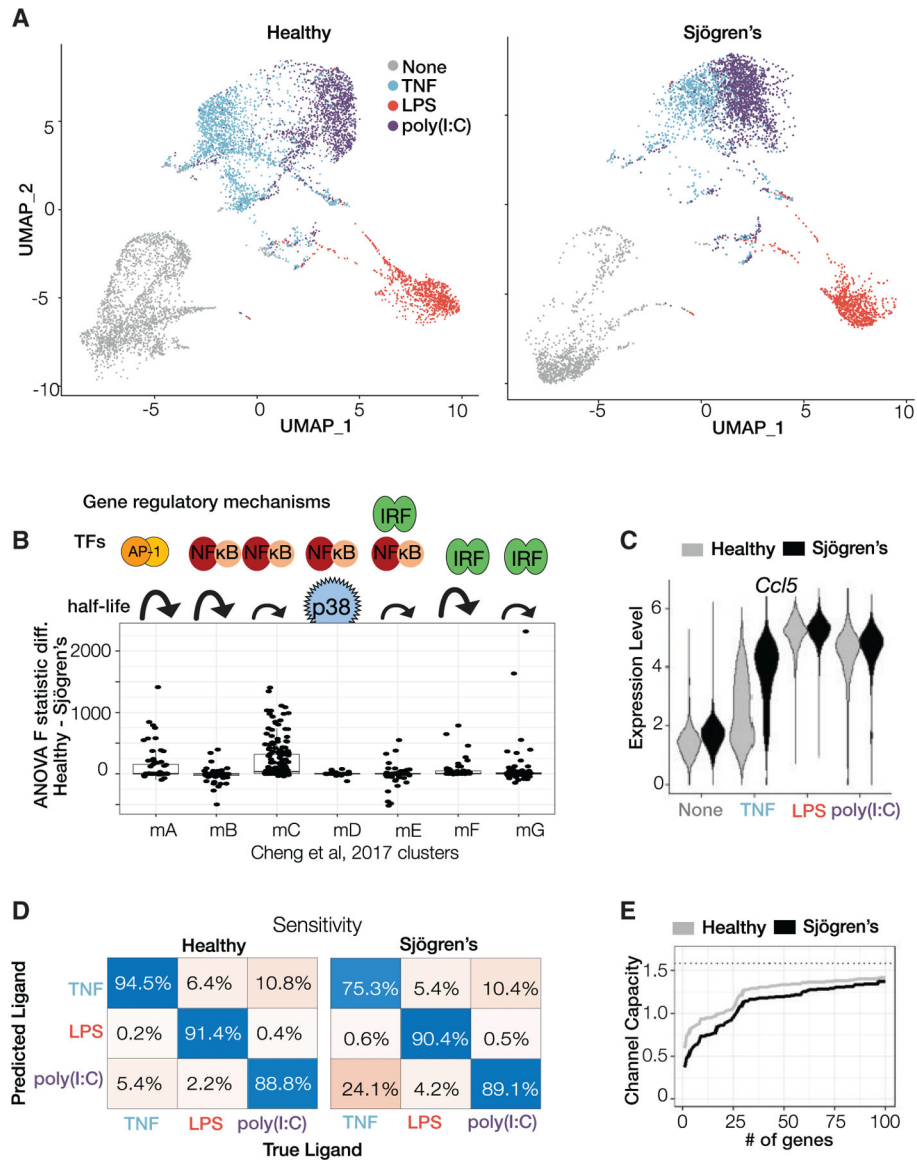 A
Healthy
Sjögren's
None
TNF
LPS
poly(I:C)
UMAP_2
5
0
-5
-10
-5
0
5
10
-5
0
5
10
UMAP_1
UMAP_1
Gene regulatory mechanisms
B
TFs
AP-1
NFκB
NFκB
NFκB
IRF
NFκB
IRF
IRF
half-life
p38
ANOVA F statistic diff.
Healthy - Sjögren's
2000
1000
0
mA
mB
mC
mD
mE
mF
mG
Cheng et al, 2017 clusters
C
Healthy
Sjögren's
Ccl5
Expression Level
6
4
2
0
None
TNF
LPS
poly(I:C)
D
Sensitivity
Healthy
Sjögren's
Predicted Ligand
TNF
94.5%
6.4%
10.8%
75.3%
5.4%
10.4%
LPS
0.2%
91.4%
0.4%
0.6%
90.4%
0.5%
poly(I:C)
5.4%
2.2%
88.8%
24.1%
4.2%
89.1%
TNF
LPS
poly(I:C)
TNF
LPS
poly(I:C)
True Ligand
E
Healthy
Sjögren's
Channel Capacity
1.5
1.0
0.5
0.0
0
25
50
75
100
# of genes